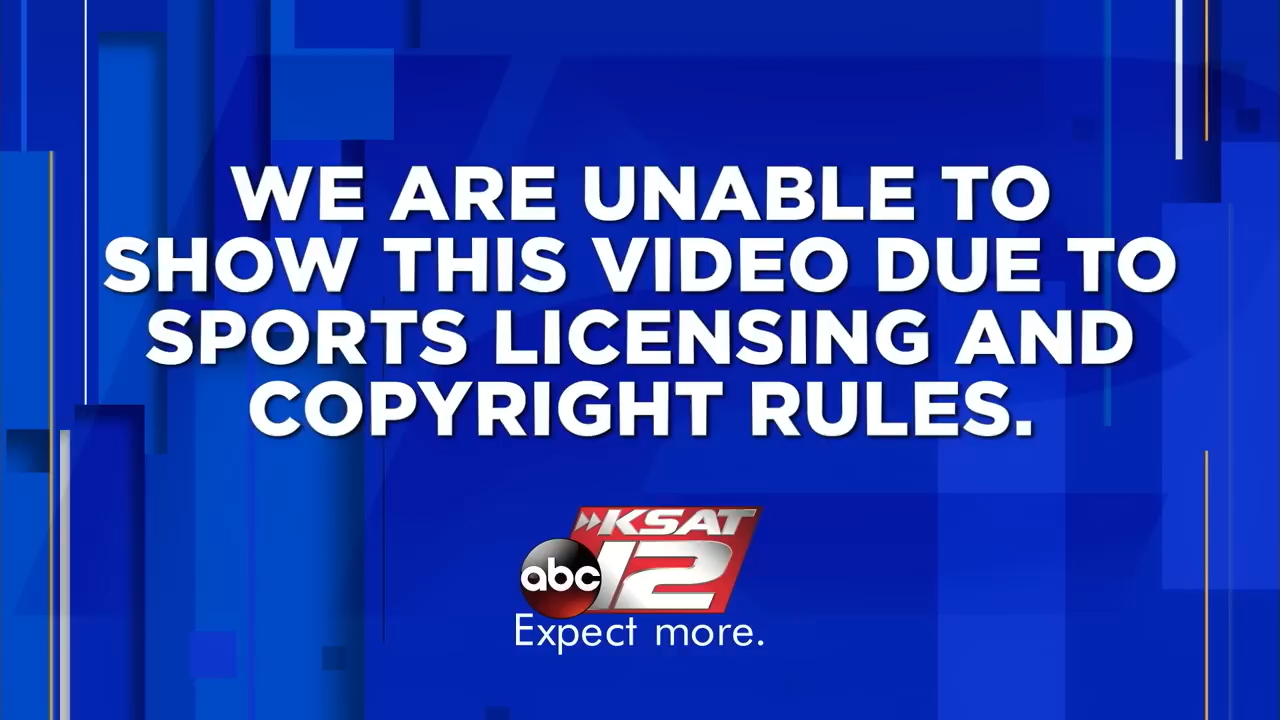 WE ARE UNABLE TO
SHOW THIS VIDEO DUE TO
SPORTS LICENSING AND
COPYRIGHT RULES.
KSAT
abc 12
Expect more.